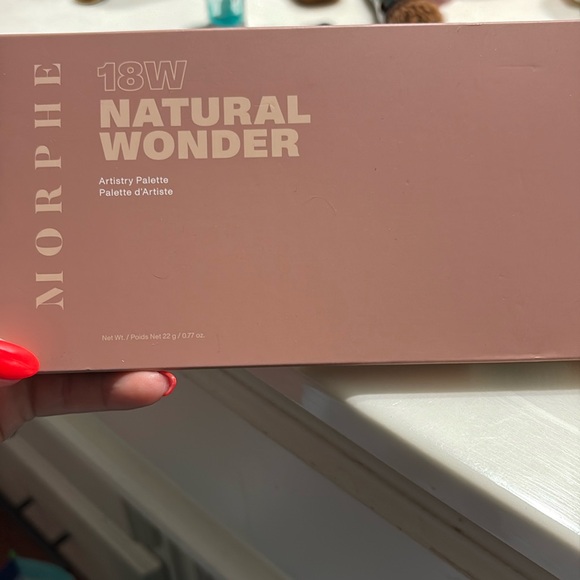 MORPHE
18W
NATURAL
WONDER
Artistry Palette
Palette d'Artiste
Net Wt. / Poids Net 22 g / 0.77 oz.